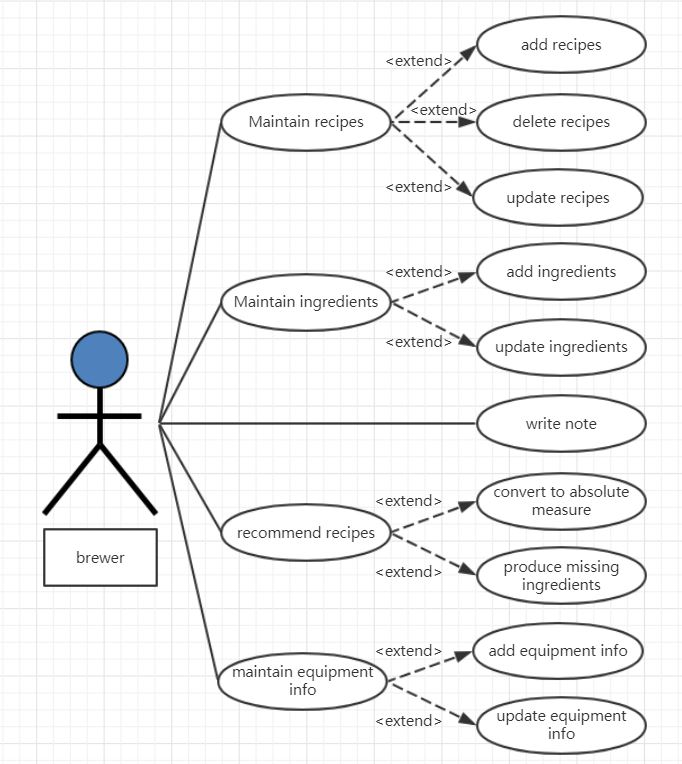 add recipes
<extend>
Maintain recipes
<extend>
delete recipes
<extend>
update recipes
<extend>
add ingredients
Maintain ingredients
<extend>
update ingredients
write note
<extend>
convert to absolute
measure
recommend recipes
<extend>
produce missing
ingredients
brewer
<extend>
add equipment info
maintain equipment
info
<extend>
update equipment
info